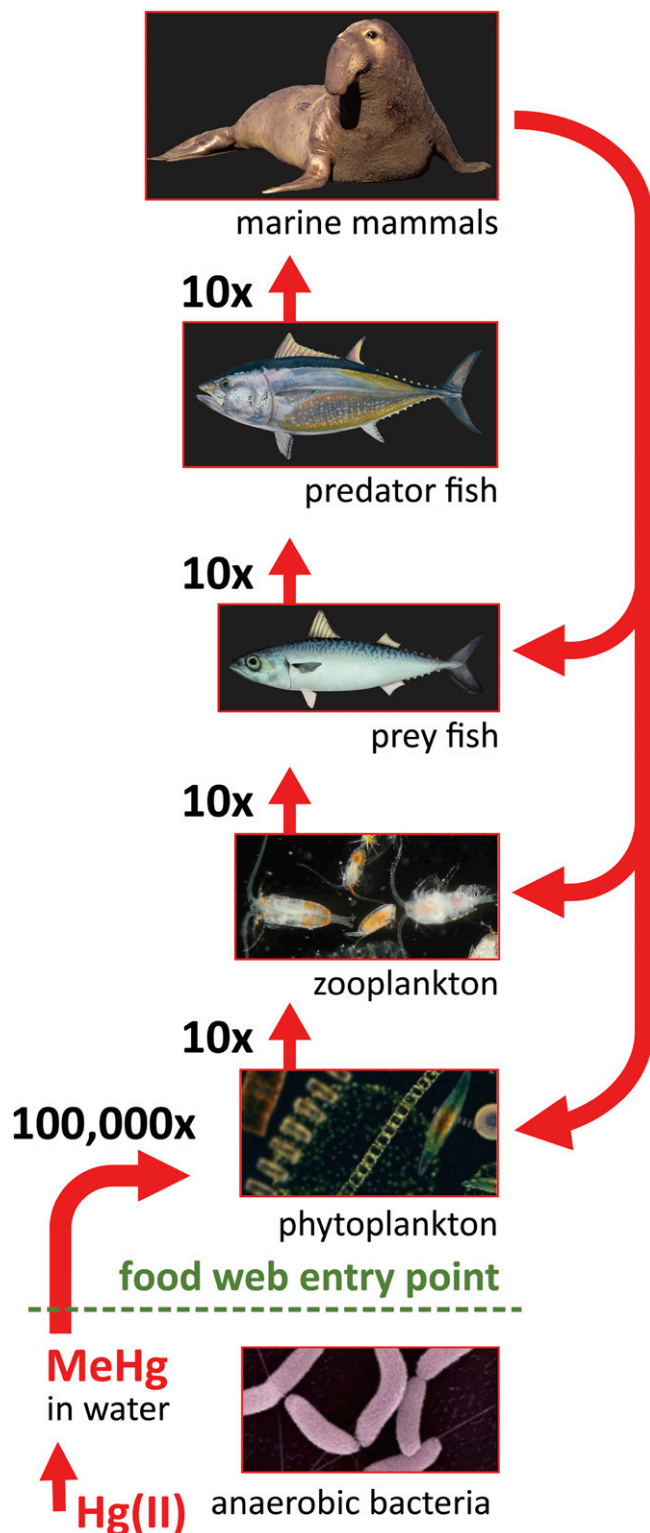 marine mammals
10x
predator fish
10x
prey fish
10x
zooplankton
10x
100,000x
phytoplankton
food web entry point
MeHg
in water
Hg(II)
anaerobic bacteria